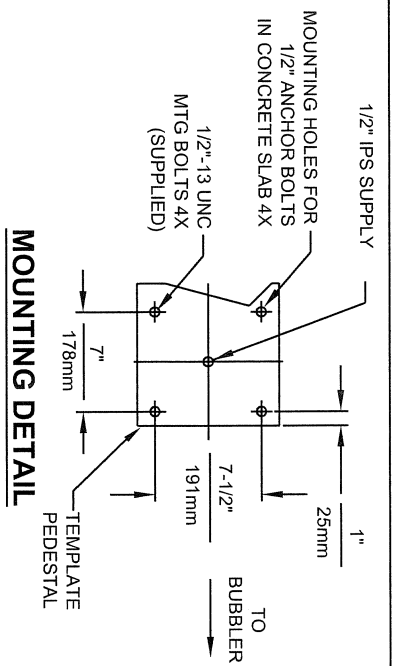 1/2" IPS SUPPLY
MOUNTING HOLES FOR
1/2" ANCHOR BOLTS
IN CONCRETE SLAB 4X
1/2"-13 UNC
MTG BOLTS 4X
(SUPPLIED)
1"
25mm
7-1/2"
191mm
7"
178mm
TO
BUBBLER
TEMPLATE
PEDESTAL
MOUNTING DETAIL